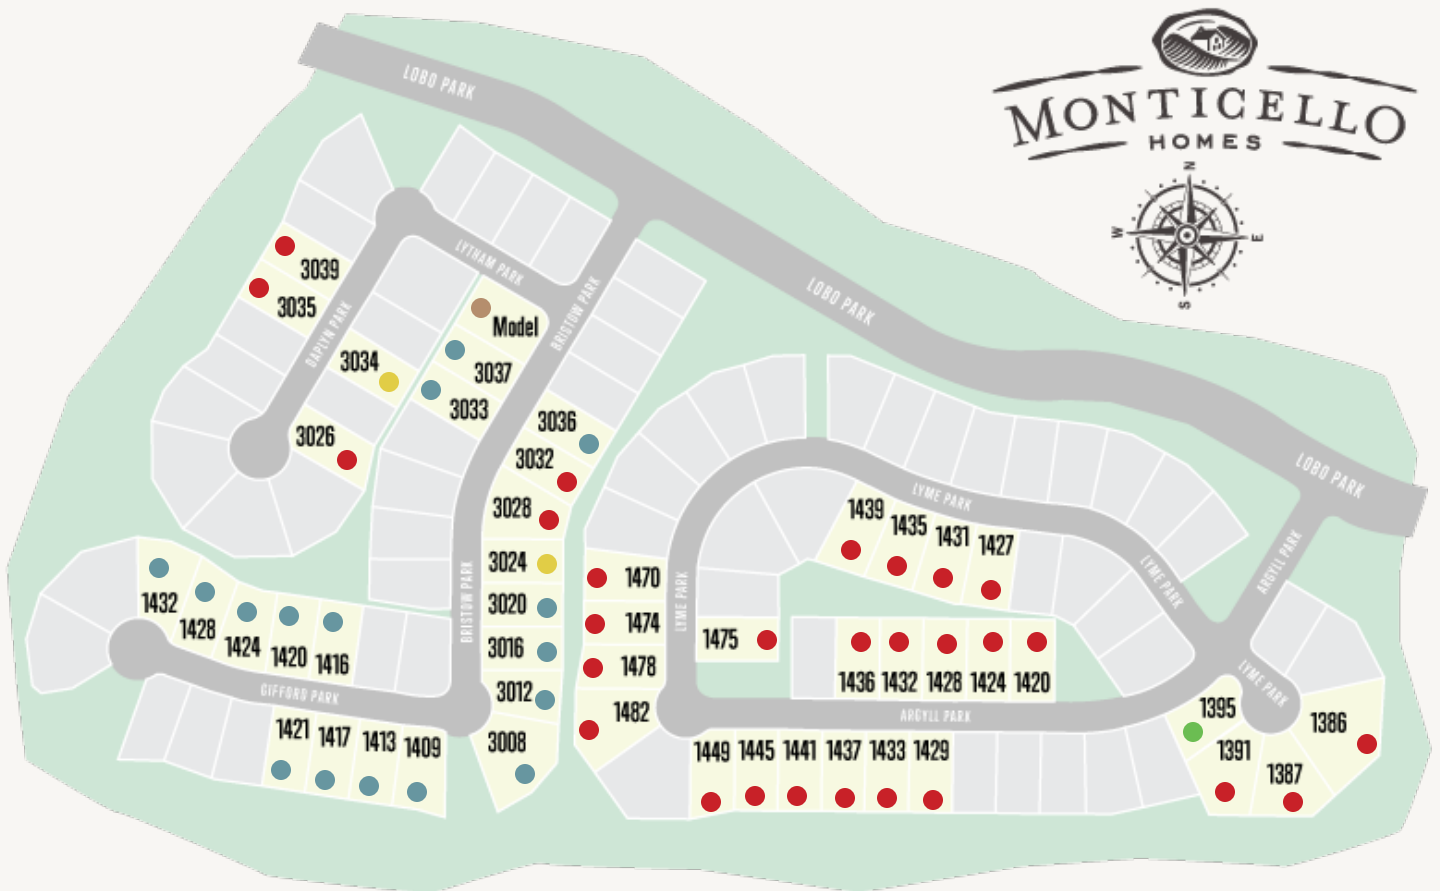 MONTICELLO
HOMES
N
W
E
S
LOBO PARK
LOBO PARK
LOBO PARK
LYTHAM PARK
DAPLYN PARK
BRISTOW PARK
BRISTOW PARK
3039
3035
3034
3026
Model
3037
3033
3036
3032
3028
3024
3020
3016
3012
3008
1432
1428
1424
1420
1416
GIFFORD PARK
1421
1417
1413
1409
1470
1474
1478
1482
LYME PARK
1475
LYME PARK
1439
1435
1431
1427
LYME PARK
ARGYLL PARK
LYME PARK
1436
1432
1428
1424
1420
ARGYLL PARK
1449
1445
1441
1437
1433
1429
1395
1391
1387
1386